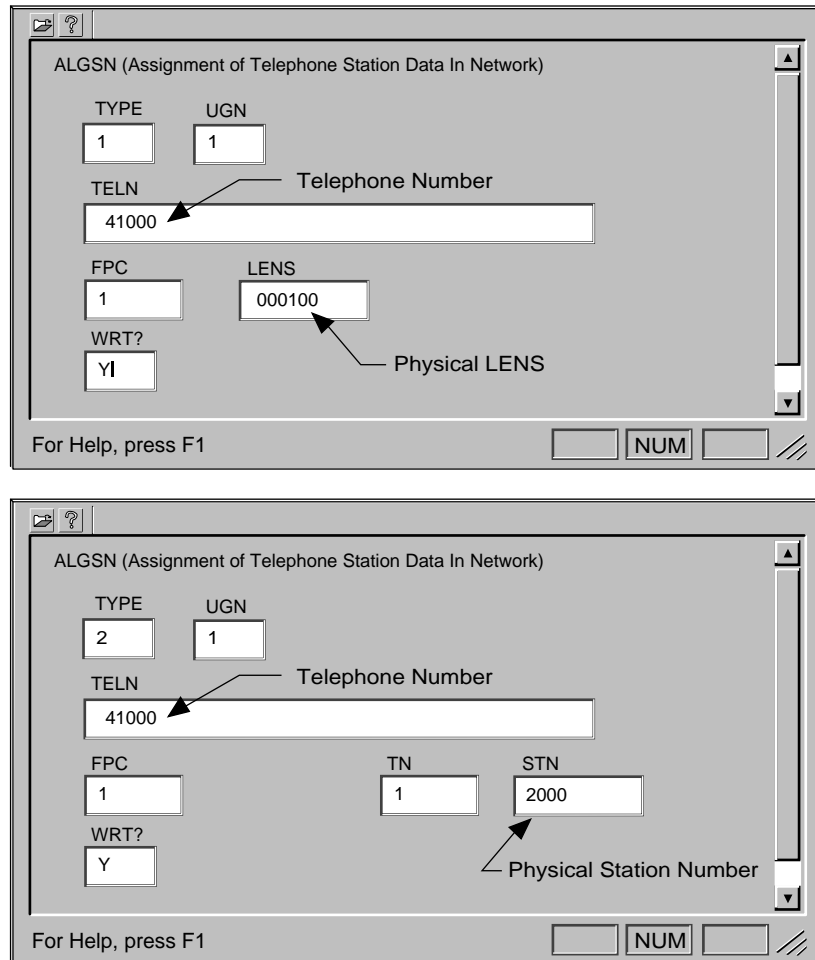 ?
ALGSN (Assignment of Telephone Station Data In Network)
TYPE UGN
1 1
TELN Telephone Number
41000
FPC LENS
1 000100
WRT? Physical LENS
Y
For Help, press F1 NUM
?
ALGSN (Assignment of Telephone Station Data In Network)
TYPE UGN
2 1
TELN Telephone Number
41000
FPC TN STN
1 1 2000
WRT?
Y Physical Station Number
For Help, press F1 NUM